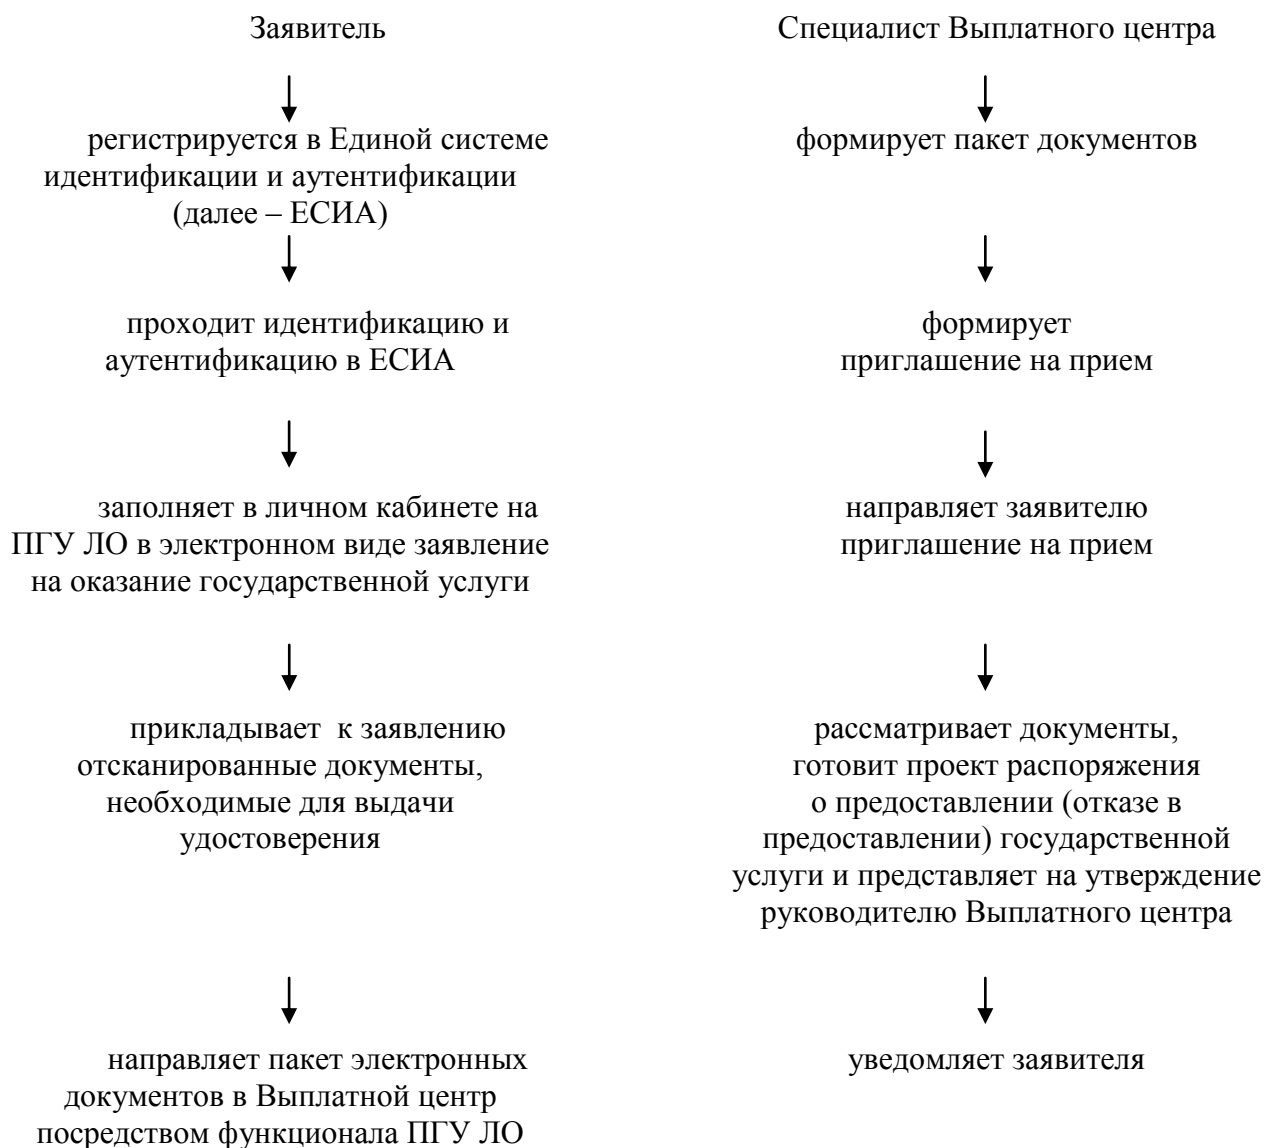 Заявитель
регистрируется в Единой системе
идентификации и аутентификации
(далее – ЕСИА)
проходит идентификацию и
аутентификацию в ЕСИА
заполняет в личном кабинете на
ПГУ ЛО в электронном виде заявление
на оказание государственной услуги
прикладывает к заявлению
отсканированные документы,
необходимые для выдачи
удостоверения
направляет пакет электронных
документов в Выплатной центр
посредством функционала ПГУ ЛО
Специалист Выплатного центра
формирует пакет документов
формирует
приглашение на прием
направляет заявителю
приглашение на прием
рассматривает документы,
готовит проект распоряжения
о предоставлении (отказе в
предоставлении) государственной
услуги и представляет на утверждение
руководителю Выплатного центра
уведомляет заявителя